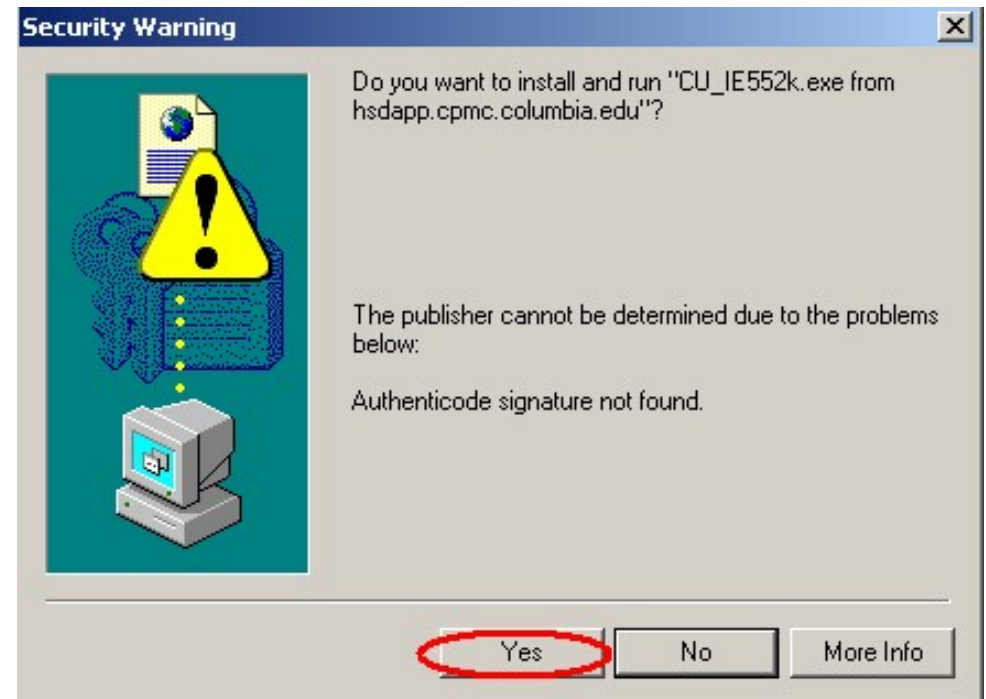 Security Warning
Do you want to install and run "CU_IE552k.exe from
hsdapp.cpmc.columbia.edu"?
The publisher cannot be determined due to the problems
below:
Authenticode signature not found.
Yes No More Info